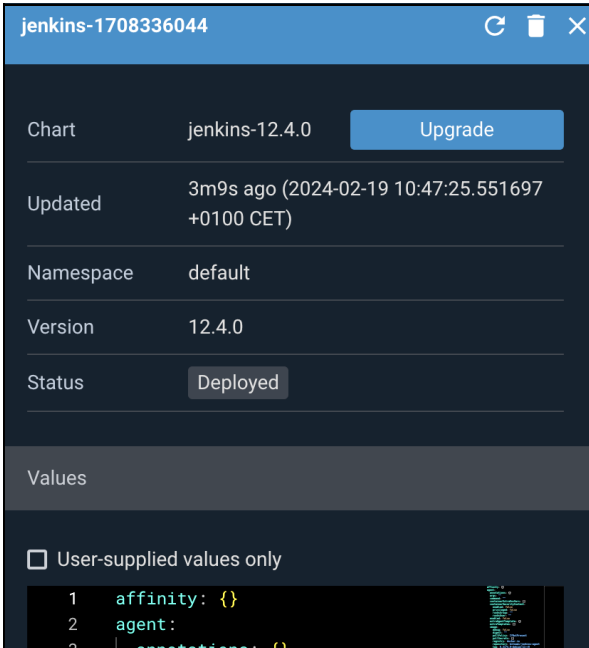 jenkins-1708336044
Chart jenkins-12.4.0 Upgrade
Updated 3m9s ago (2024-02-19 10:47:25.551697
+0100 CET)
Namespace default
Version 12.4.0
Status Deployed
Values
User-supplied values only
1 affinity: {}
2 agent: